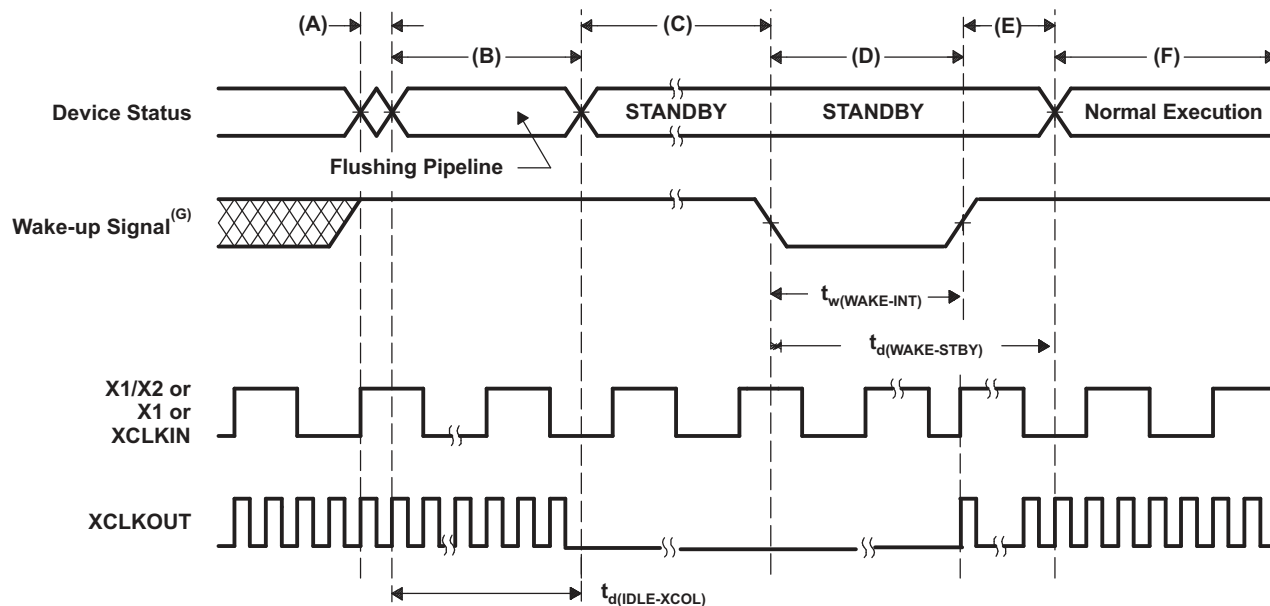 (A)
(C)
(E)
(B)
(D)
(F)
Device Status
STANDBY
STANDBY
Normal Execution
Flushing Pipeline
Wake-up Signal(G)
tw(WAKE-INT)
td(WAKE-STBY)
X1/X2 or
X1 or
XCLKIN
XCLKOUT
td(IDLE-XCOL)